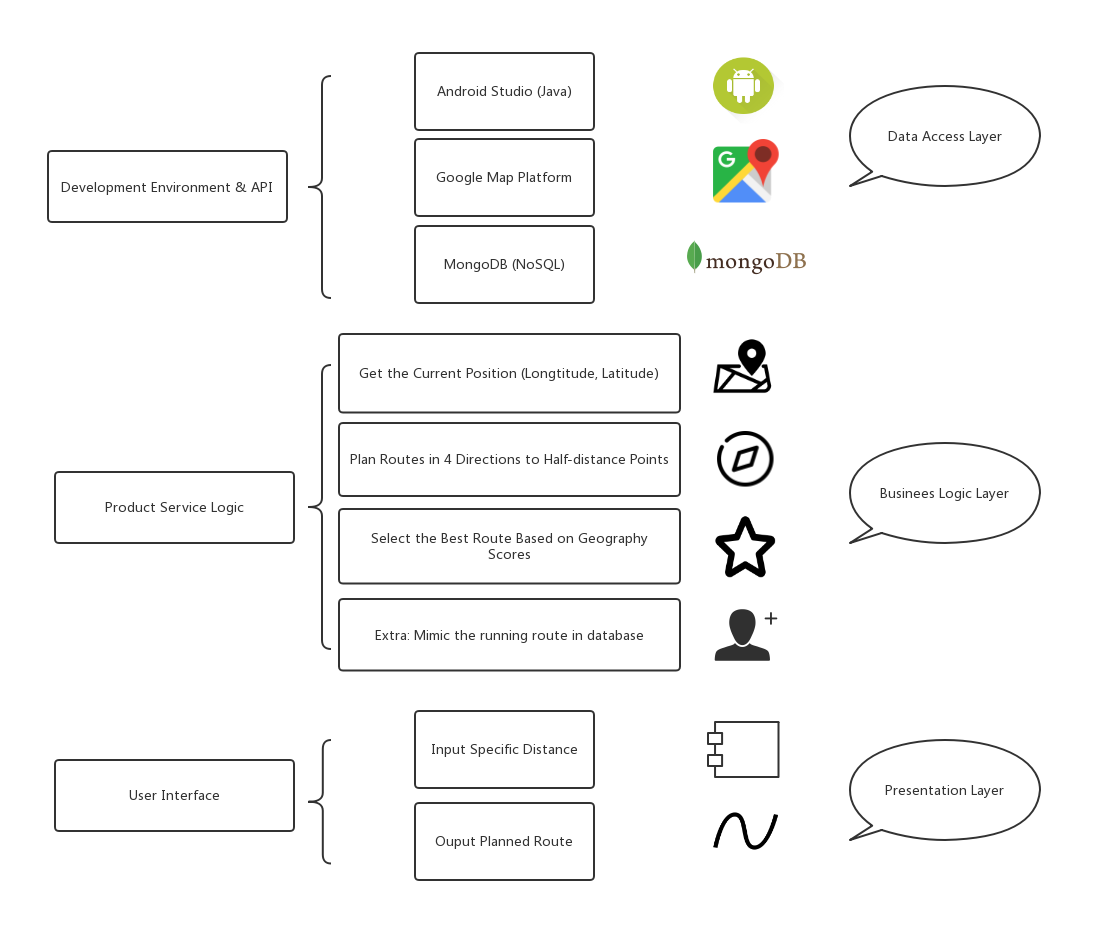 Development Environment & API
Android Studio (Java)
Google Map Platform
MongoDB (NoSQL)
G
mongoDB
Data Access Layer
Product Service Logic
Get the Current Position (Longtitude, Latitude)
Plan Routes in 4 Directions to Half-distance Points
Select the Best Route Based on Geography
Scores
Extra: Mimic the running route in database
Businees Logic Layer
User Interface
Input Specific Distance
Ouput Planned Route
Presentation Layer